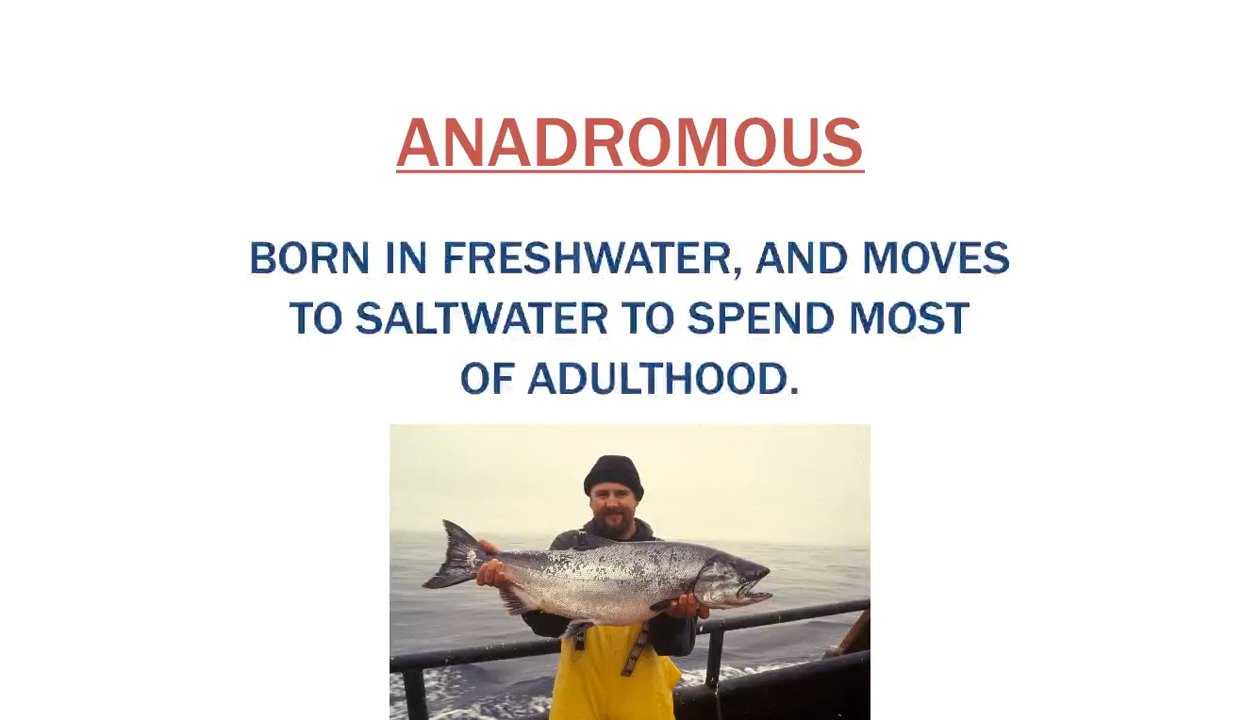 ANADROMOUS
BORN IN FRESHWATER, AND MOVES
TO SALTWATER TO SPEND MOST
OF ADULTHOOD.